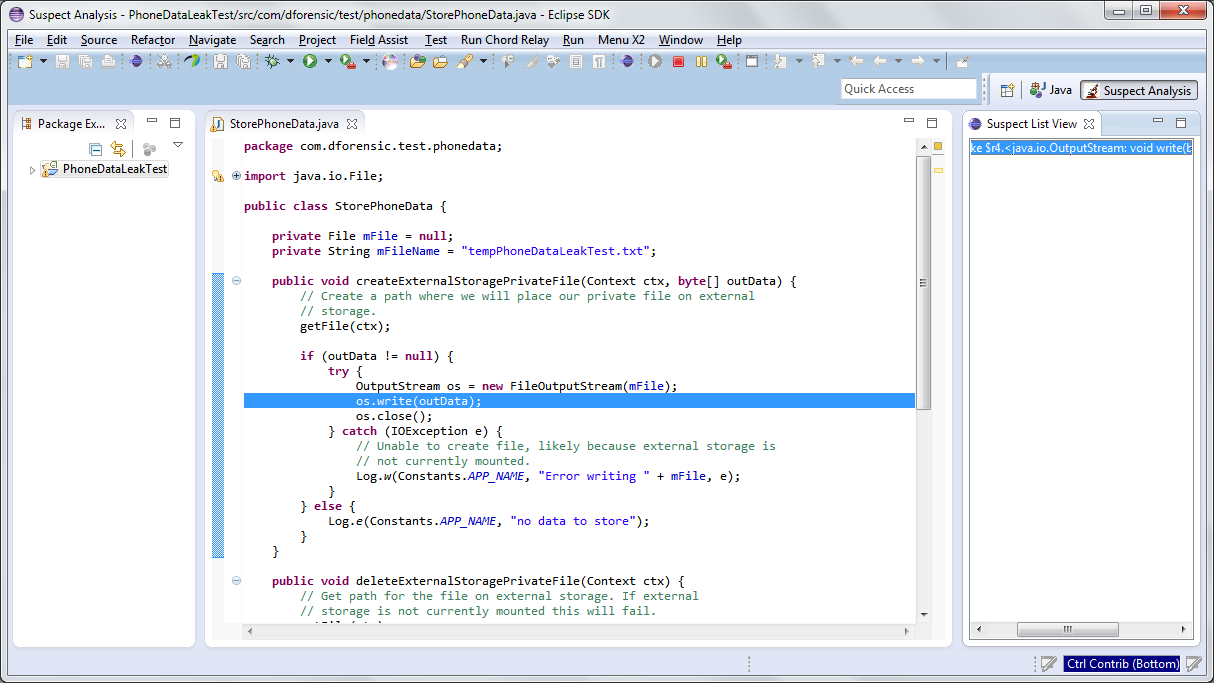 Suspect Analysis - PhoneDataLeakTest/src/com/dforensic/test/phonedata/StorePhoneData.java - Eclipse SDK
File Edit Source Refactor Navigate Search Project Field Assist Test Run Chord Relay Run Menu X2 Window Help
Quick Access
Java
Suspect Analysis
Package Ex...
PhoneDataLeakTest
StorePhoneData.java
package com.dforensic.test.phonedata;
import java.io.File;
public class StorePhoneData {
private File mFile = null;
private String mFileName = "tempPhoneDataLeakTest.txt";
public void createExternalStoragePrivateFile(Context ctx, byte[] outData) {
// Create a path where we will place our private file on external
// storage.
getFile(ctx);
if (outData != null) {
try {
OutputStream os = new FileOutputStream(mFile);
os.write(outData);
os.close();
} catch (IOException e) {
// Unable to create file, likely because external storage is
// not currently mounted.
Log.w(Constants.APP_NAME, "Error writing " + mFile, e);
}
} else {
Log.e(Constants.APP_NAME, "no data to store");
}
}
public void deleteExternalStoragePrivateFile(Context ctx) {
// Get path for the file on external storage. If external
// storage is not currently mounted this will fail.
Suspect List View
ke $r4.<java.io.OutputStream: void write(b
Ctrl Contrib (Bottom)